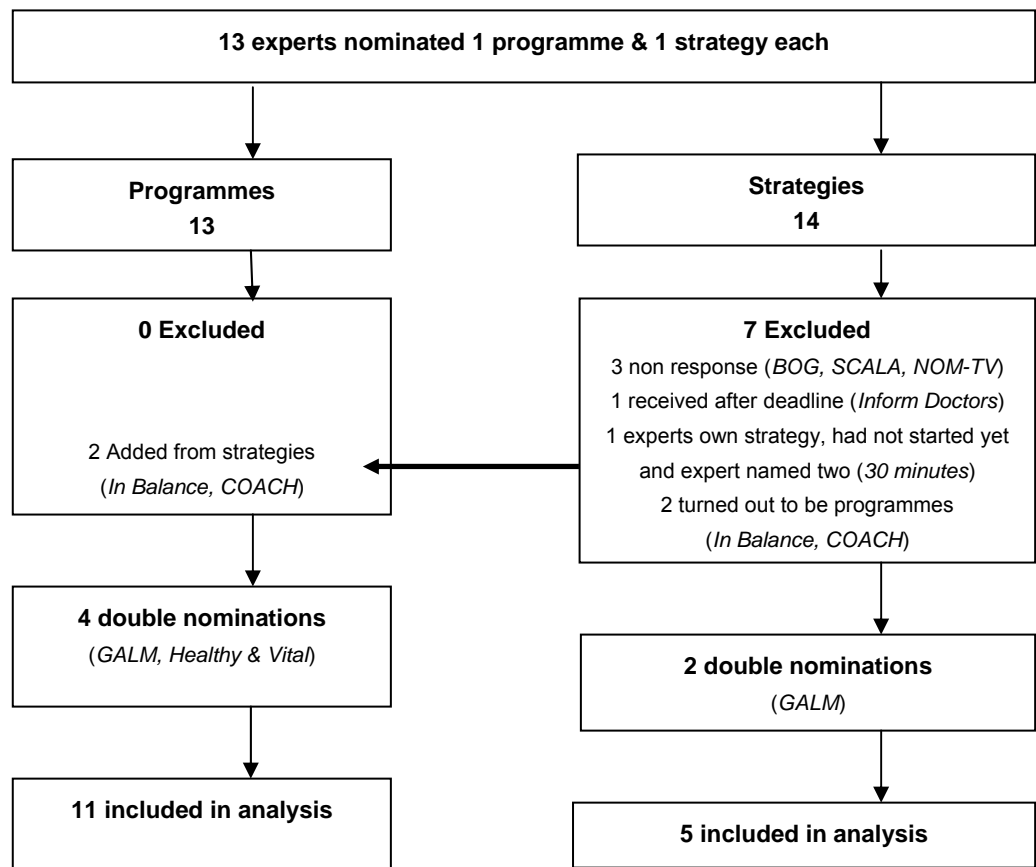 13 experts nominated 1 programme & 1 strategy each
Programmes
13
Strategies
14
0 Excluded
2 Added from strategies
(In Balance, COACH)
7 Excluded
3 non response (BOG, SCALA, NOM-TV)
1 received after deadline (Inform Doctors)
1 experts own strategy, had not started yet
and expert named two (30 minutes)
2 turned out to be programmes
(In Balance, COACH)
4 double nominations
(GALM, Healthy & Vital)
2 double nominations
(GALM)
11 included in analysis
5 included in analysis